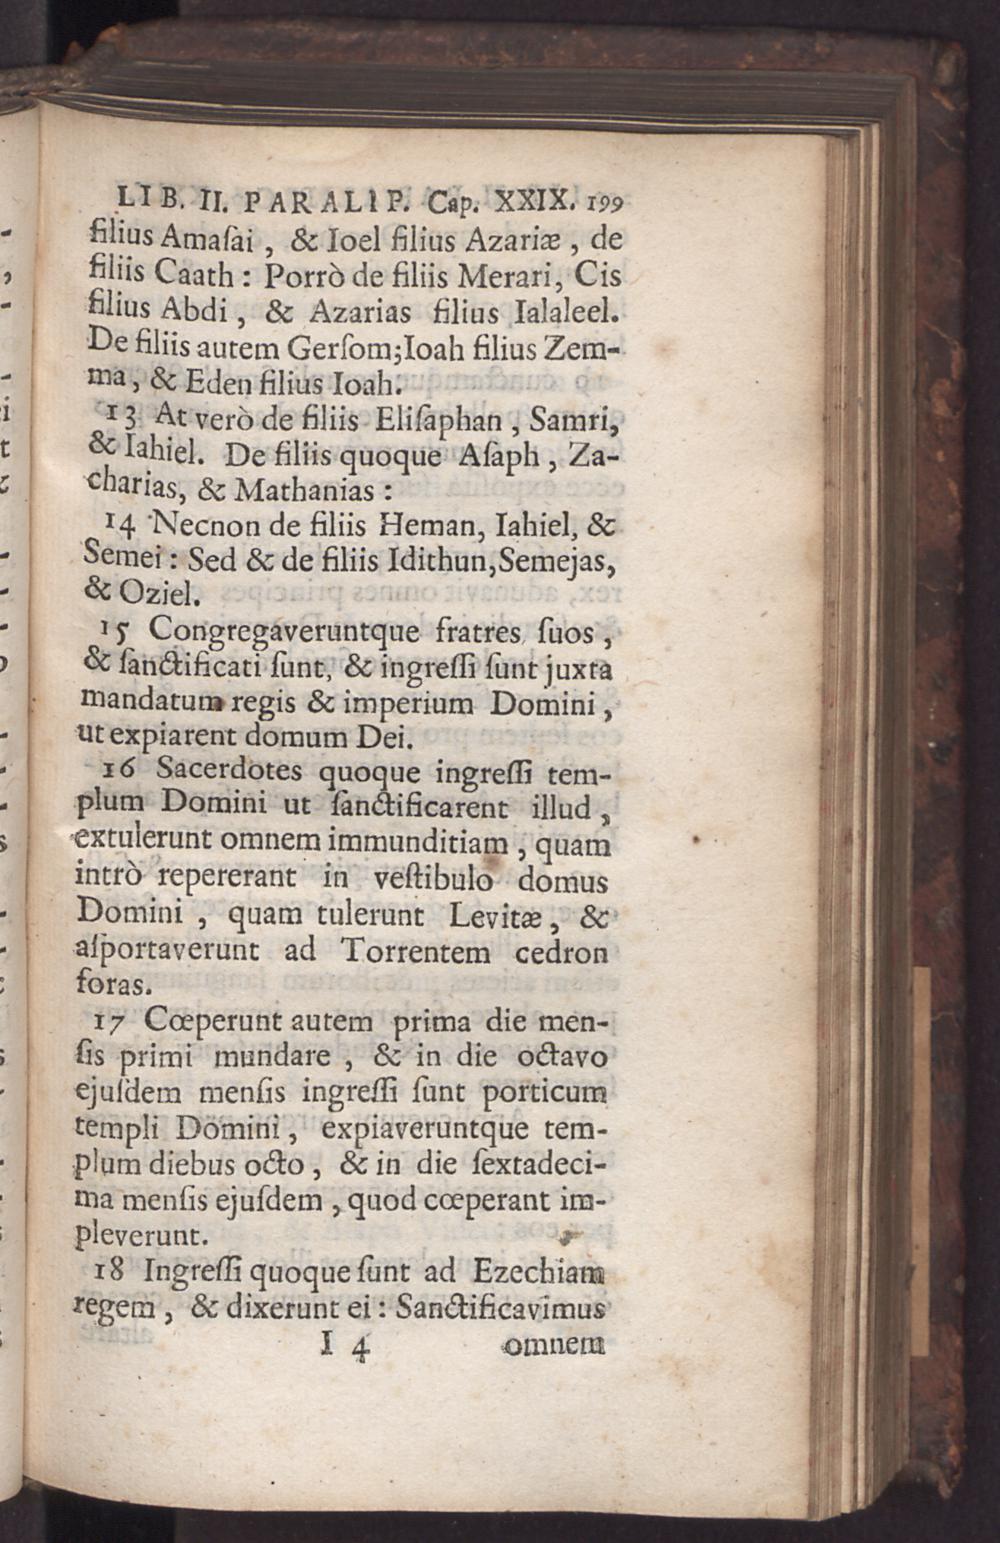 LIB. II. PARALIP. Cap. XXIX. 199
filius Amaſai, & Ioel filius Azariæ, de
filiis Caath: Porrò de filiis Merari, Cis
filius Abdi, & Azarias filius Ialaleel.
De filiis autem Gerſom; Ioah filius Zem-
ma, & Eden filius Ioah.
13 At verò de filiis Eliſaphan, Samri,
& Iahiel. De filiis quoque Aſaph, Za-
charias, & Mathanias:
14 Necnon de filiis Heman, Iahiel, &
Semei: Sed & de filiis Idithun, Semejas,
& Oziel.
15 Congregaveruntque fratres ſuos,
& ſanctificati ſunt, & ingreſſi ſunt juxta
mandatum regis & imperium Domini,
ut expiarent domum Dei.
16 Sacerdotes quoque ingreſſi tem-
plum Domini ut ſanctificarent illud,
extulerunt omnem immunditiam, quam
intrò repererant in veſtibulo domus
Domini, quam tulerunt Levitæ, &
aſportaverunt ad Torrentem cedron
foras.
17 Cœperunt autem prima die men-
ſis primi mundare, & in die octavo
ejuſdem menſis ingreſſi ſunt porticum
templi Domini, expiaveruntque tem-
plum diebus octo, & in die ſextadeci-
ma menſis ejuſdem, quod cœperant im-
pleverunt.
18 Ingreſſi quoque ſunt ad Ezechiam
regem, & dixerunt ei: Sanctificavimus
I 4 omnem